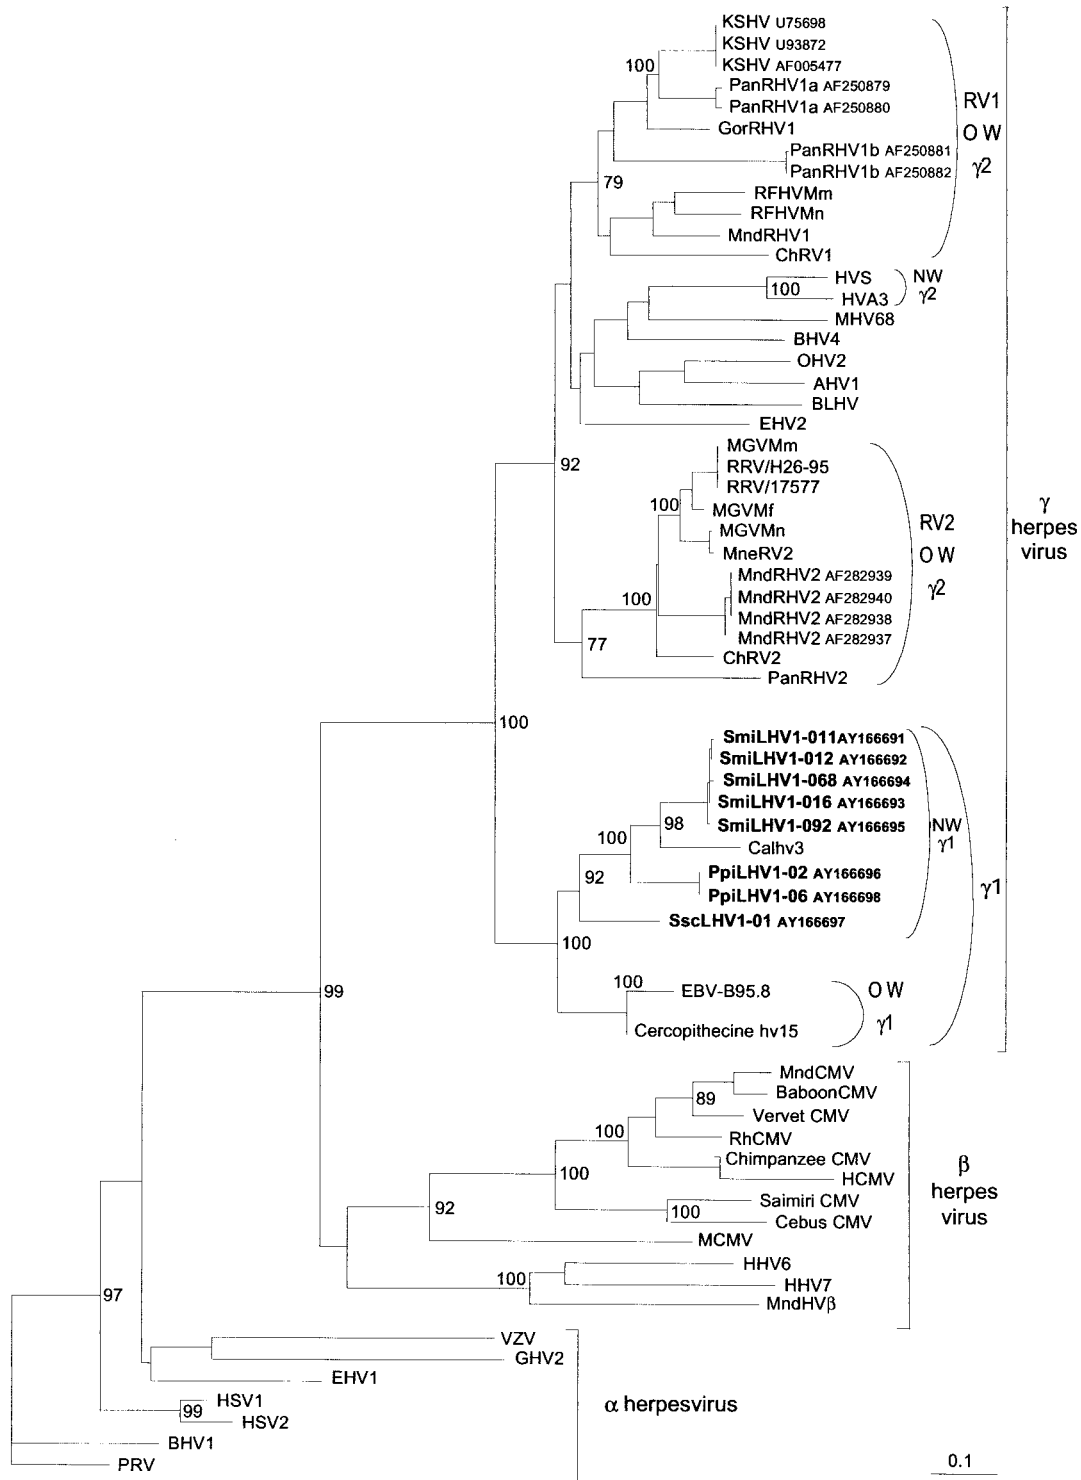 KSHV U75698
KSHV U93872
KSHV AF005477
100
PanRHV1a AF250879
PanRHV1a AF250880
GorRHV1
PanRHV1b AF250881
PanRHV1b AF250882
79
RFHVMm
RFHVMn
MndRHV1
ChRV1
RV1
O W
γ2
HVS
100
HVA3
NW
γ2
MHV68
BHV4
OHV2
AHV1
BLHV
EHV2
92
MGVMm
RRV/H26-95
RRV/17577
100
MGVMf
MGVMn
MneRV2
MndRHV2 AF282939
MndRHV2 AF282940
MndRHV2 AF282938
MndRHV2 AF282937
100
77
ChRV2
PanRHV2
RV2
O W
γ2
γ
herpes
virus
100
SmiLHV1-011AY166691
SmiLHV1-012 AY166692
SmiLHV1-068 AY166694
SmiLHV1-016 AY166693
SmiLHV1-092 AY166695
98
100
Calhv3
PpiLHV1-02 AY166696
PpiLHV1-06 AY166698
92
SscLHV1-01 AY166697
100
NW
γ1
γ1
100
EBV-B95.8
Cercopithecine hv15
O W
γ1
99
MndCMV
BaboonCMV
89
Vervet CMV
100
RhCMV
Chimpanzee CMV
HCMV
100
Saimiri CMV
100
Cebus CMV
92
MCMV
HHV6
100
HHV7
MndHVβ
β
herpes
virus
97
VZV
GHV2
EHV1
HSV1
99
HSV2
BHV1
PRV
α herpesvirus
0.1